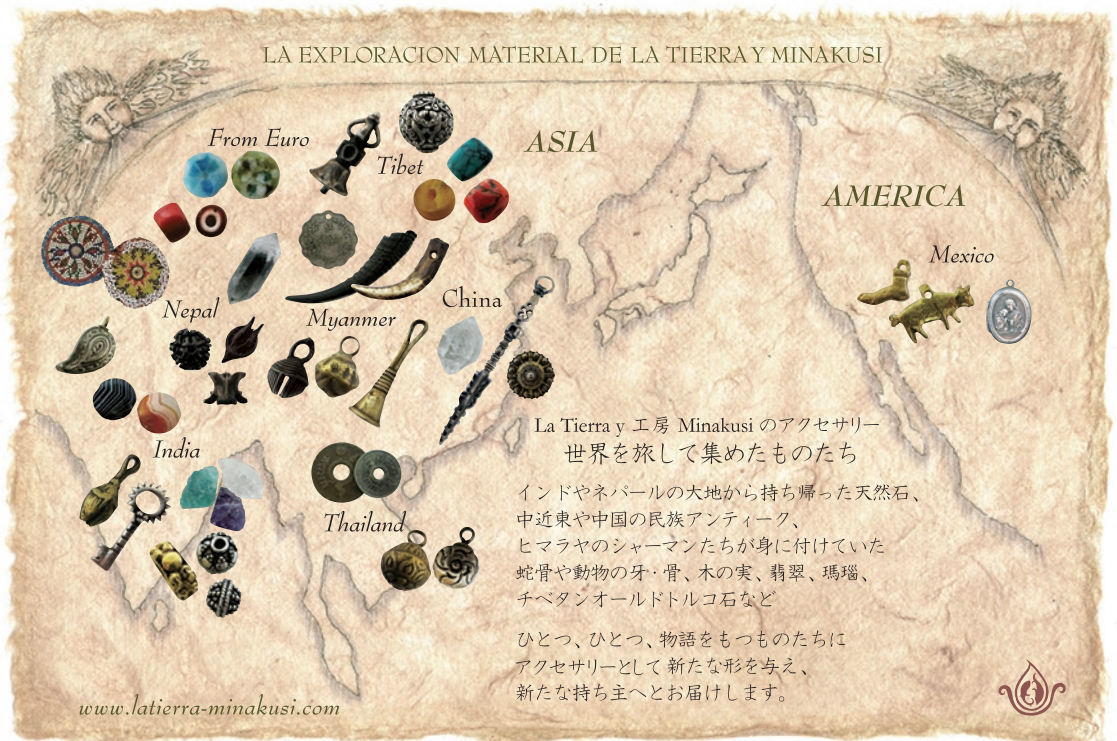 LA EXPLORACION MATERIAL DE LA TIERRA Y MINAKUSI
From Euro
Tibet
ASIA
AMERICA
Mexico
Nepal
Myanmer
China
India
Thailand
La Tierra y 工房 Minakusi のアクセサリー
世界を旅して集めたものたち
インドやネパールの大地から持ち帰った天然石、
中近東や中国の民族アンティーク、
ヒマラヤのシャーマンたちが身に付けていた
蛇骨や動物の牙・骨、木の実、翡翠、瑪瑙、
チベタンオールドトルコ石など
ひとつ、ひとつ、物語をもつものたちに
アクセサリーとして新たな形を与え、
新たな持ち主へとお届けします。
www.latierra-minakusi.com